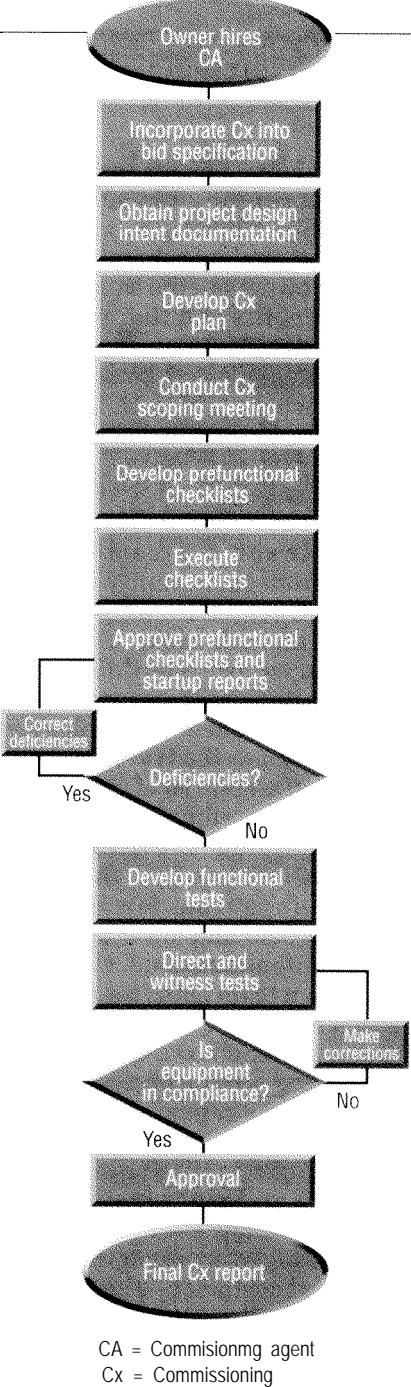 Owner hires
CA
Incorporate Cx into
bid specification
Obtain project design
intent documentation
Develop Cx
plan
Conduct Cx
scoping meeting
Develop prefunctional
checklists
Execute
checklists
Approve prefunctional
checklists and
startup reports
Correct
deficiencies
Deficiencies?
Yes
No
Develop functional
tests
Direct and
witness tests
Make
corrections
Is
equipment
in compliance?
No
Yes
Approval
Final Cx report
CA = Commisionmg agent
Cx = Commissioning